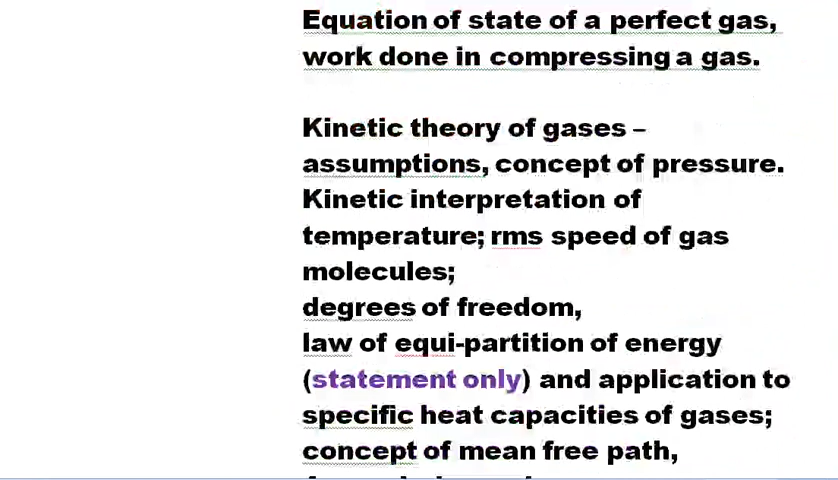 Equation of state of a perfect gas,
work done in compressing a gas.
Kinetic theory of gases –
assumptions, concept of pressure.
Kinetic interpretation of
temperature; rms speed of gas
molecules;
degrees of freedom,
law of equi-partition of energy
(statement only) and application to
specific heat capacities of gases;
concept of mean free path,